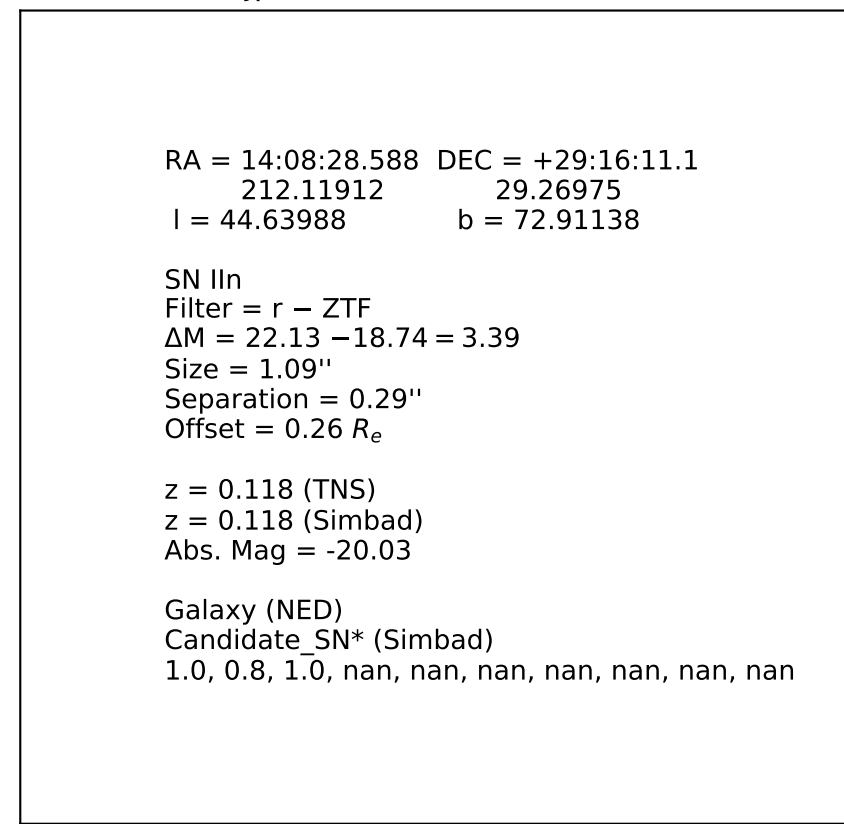 RA = 14:08:28.588 DEC = +29:16:11.1
212.11912 29.26975
l = 44.63988 b = 72.91138
SN IIn
Filter = r − ZTF
ΔM = 22.13 −18.74 = 3.39
Size = 1.09''
Separation = 0.29''
Offset = 0.26 Rₑ
z = 0.118 (TNS)
z = 0.118 (Simbad)
Abs. Mag = -20.03
Galaxy (NED)
Candidate_SN* (Simbad)
1.0, 0.8, 1.0, nan, nan, nan, nan, nan, nan, nan